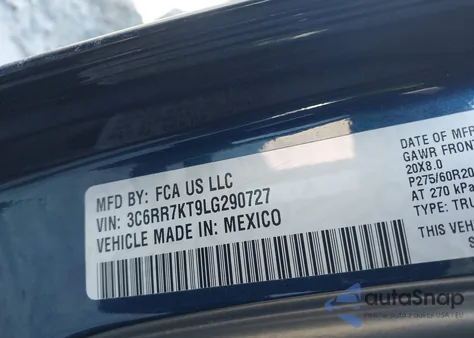 MFD BY: FCA US LLC
VIN: 3C6RR7KT9LG290727
VEHICLE MADE IN: MEXICO
DATE OF MFR
GAWR FRONT
20X8.0
P275/60R20
AT 270 kPa
TYPE: TRU
THIS VEH
autoSnap